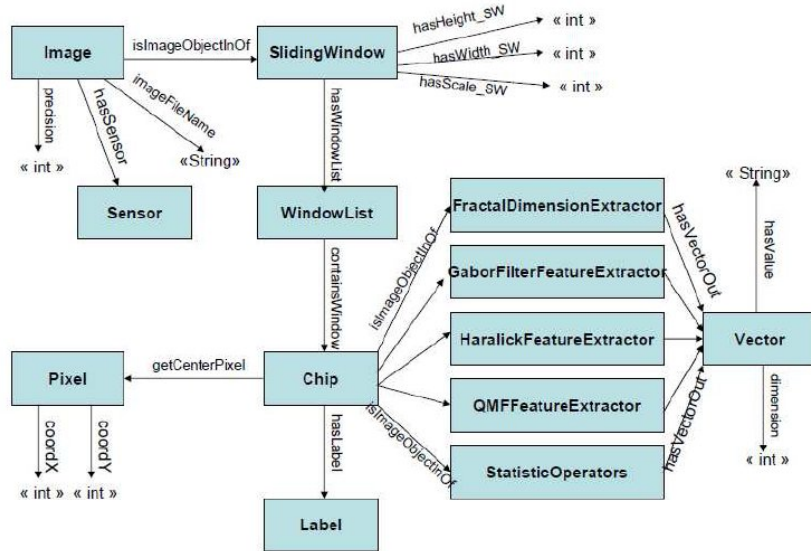 Image
isImageObjectInOf
SlidingWindow
hasHeight_SW
« int »
hasWidth_SW
« int »
hasScale_SW
« int »
precision
« int »
hasSensor
imageFileName
«String»
Sensor
hasWindowList
WindowList
containsWindow
isImageObjectInOf
FractalDimensionExtractor
GaborFilterFeatureExtractor
HaralickFeatureExtractor
QMFFeatureExtractor
StatisticOperators
isImageObjectInOf
hasVectorOut
hasVectorOut
« String»
hasValue
Vector
dimension
« int »
Pixel
getCenterPixel
Chip
coordX
coordY
« int »
« int »
hasLabel
Label